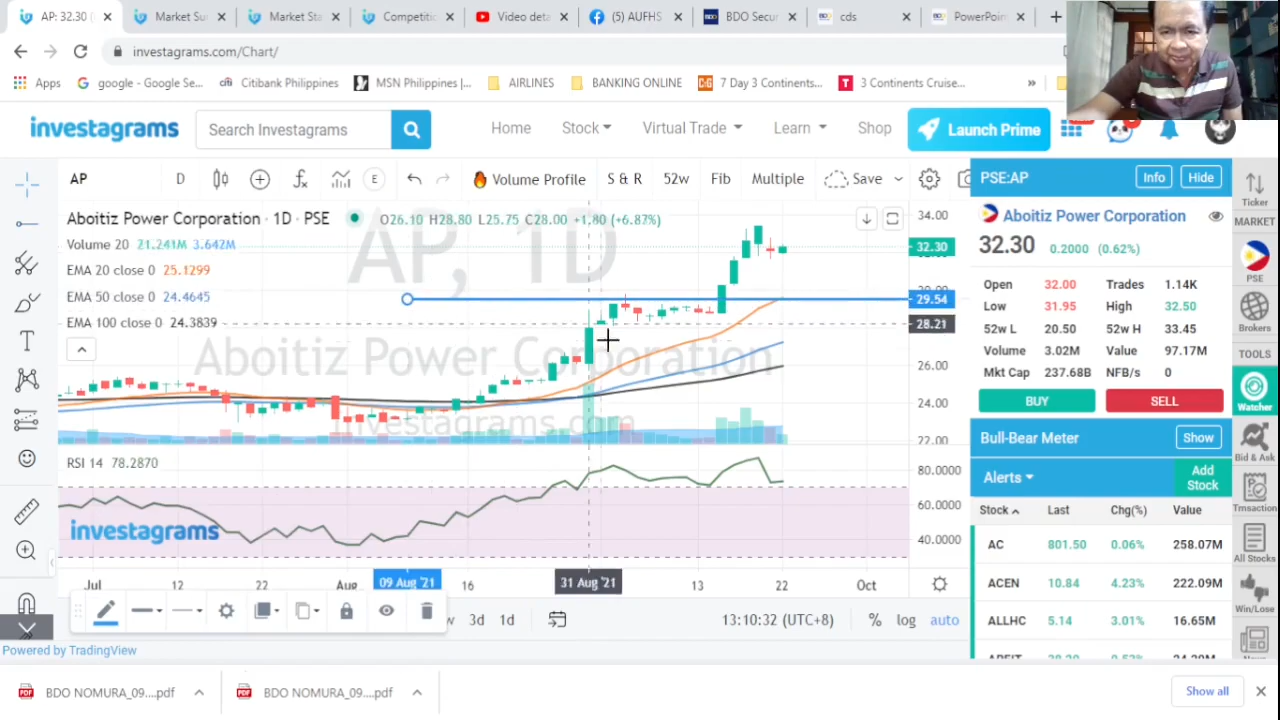 AP: 32.30
Market Su
Market Sta
Competitic
Video deta
(5) AUFHS
BDO Secur
cds
PowerPoin
investagrams.com/Chart/
Apps
google - Google Se...
Citibank Philippines
MSN Philippines |...
AIRLINES
BANKING ONLINE
7 Day 3 Continents...
3 Continents Cruise...
»
investagrams
Search Investagrams
Home
Stock
Virtual Trade
Learn
Shop
Launch Prime
AP
D
E
Volume Profile
S & R
52w
Fib
Multiple
Save
AP, 1D
Aboitiz Power Corporation
investagrams.com
Aboitiz Power Corporation · 1D · PSE
O26.10 H28.80 L25.75 C28.00 +1.80 (+6.87%)
Volume 20 21.241M 3.642M
EMA 20 close 0 25.1299
EMA 50 close 0 24.4645
EMA 100 close 0 24.3839
34.00
32.30
29.54
28.21
26.00
24.00
22.00
RSI 14 78.2870
80.0000
60.0000
40.0000
investagrams
Jul
12
22
Aug
09 Aug '21
16
31 Aug '21
13
22
Oct
3d
1d
13:10:32 (UTC+8)
%
log
auto
Powered by TradingView
PSE:AP
Info
Hide
Aboitiz Power Corporation
32.30 0.2000 (0.62%)
Open 32.00 Trades 1.14K
Low 31.95 High 32.50
52w L 20.50 52w H 33.45
Volume 3.02M Value 97.17M
Mkt Cap 237.68B NFB/s 0
BUY
SELL
Bull-Bear Meter
Show
Alerts
Add Stock
Stock Last Chg(%) Value
AC 801.50 0.06% 258.07M
ACEN 10.84 4.23% 222.09M
ALLHC 5.14 3.01% 16.65M
Ticker
MARKET
PSE
Brokers
TOOLS
Watcher
Bid & Ask
Trnsaction
All Stocks
Win/Lose
BDO NOMURA_09....pdf
BDO NOMURA_09....pdf
Show all